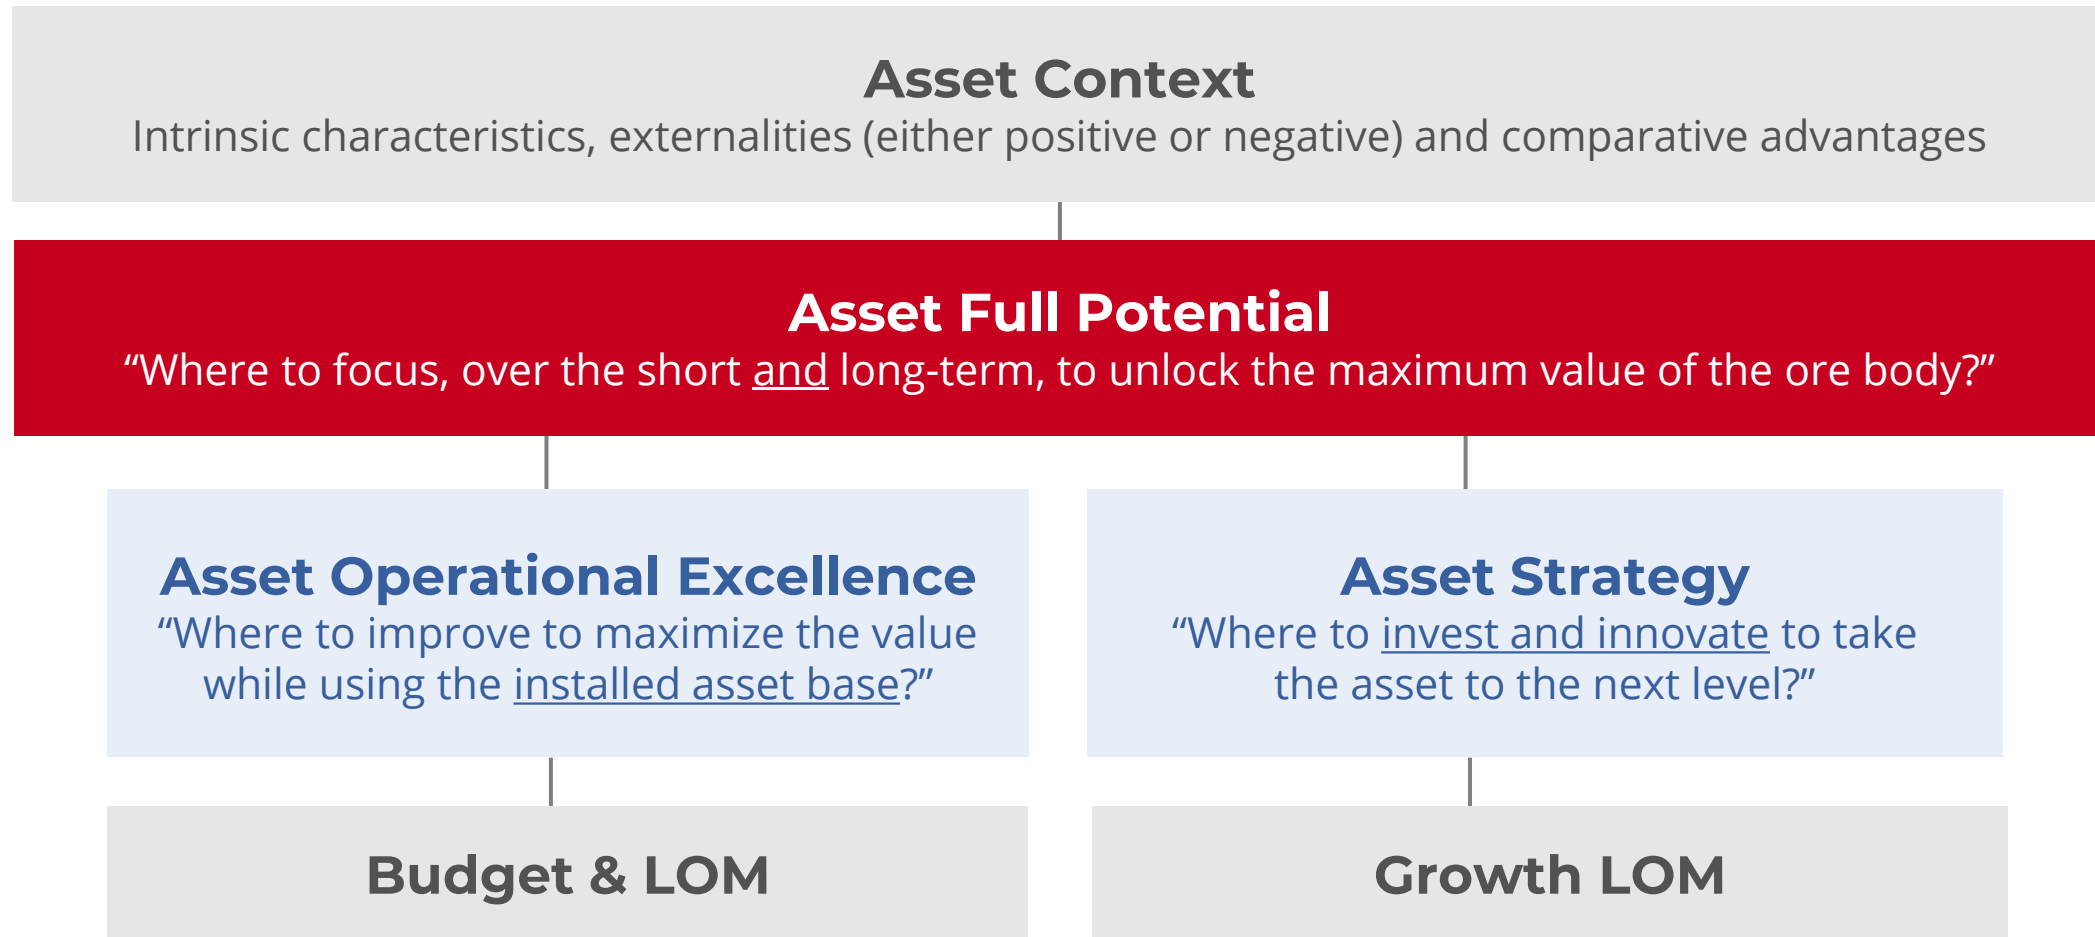 Asset Context
Intrinsic characteristics, externalities (either positive or negative) and comparative advantages
Asset Full Potential
“Where to focus, over the short and long-term, to unlock the maximum value of the ore body?”
Asset Operational Excellence
“Where to improve to maximize the value
while using the installed asset base?”
Asset Strategy
“Where to invest and innovate to take
the asset to the next level?”
Budget & LOM
Growth LOM